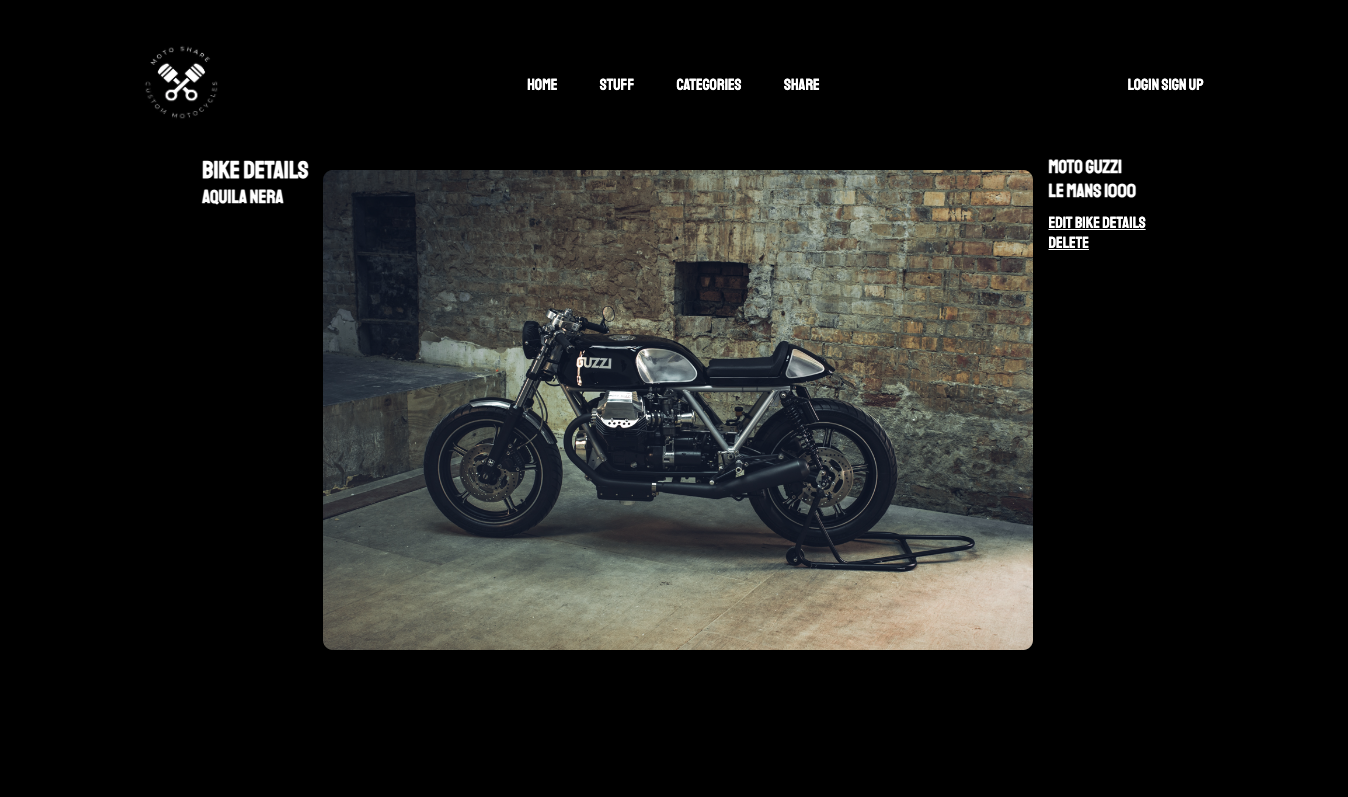 MOTO SHARE
CUSTOM MOTOCYCLES
HOME STUFF CATEGORIES SHARE
LOGIN SIGN UP
BIKE DETAILS
AQUILA NERA
MOTO GUZZI
LE MANS 1000
EDIT BIKE DETAILS
DELETE
GUZZI